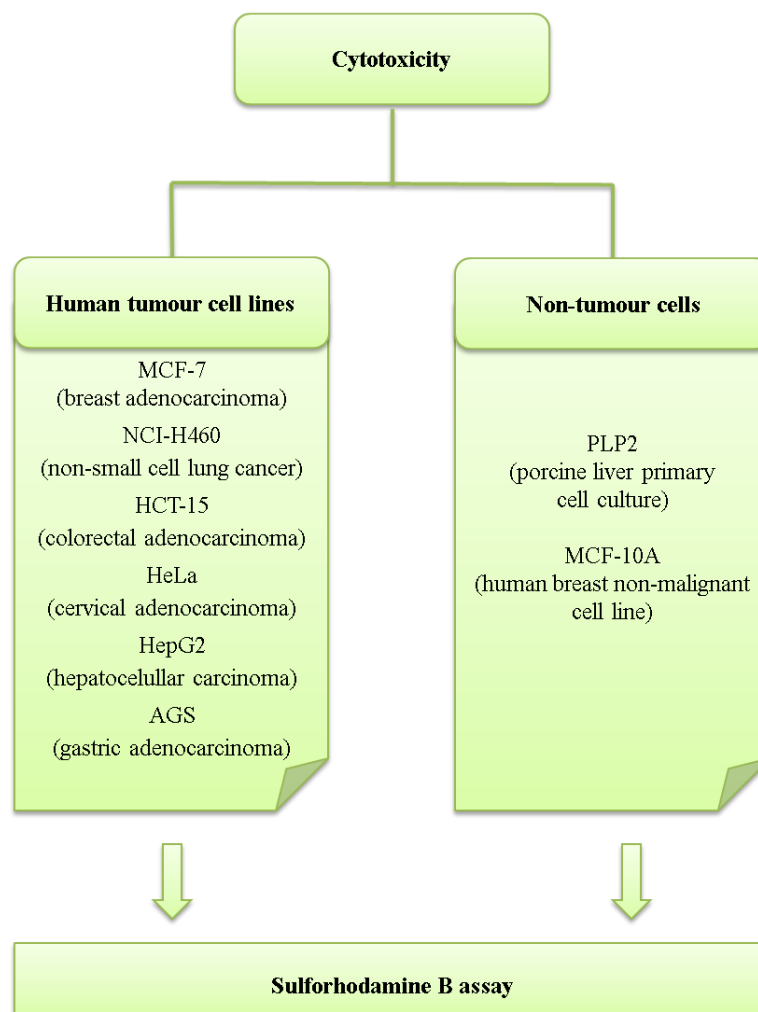 Cytotoxicity
Human tumour cell lines
MCF-7
(breast adenocarcinoma)
NCI-H460
(non-small cell lung cancer)
HCT-15
(colorectal adenocarcinoma)
HeLa
(cervical adenocarcinoma)
HepG2
(hepatocelullar carcinoma)
AGS
(gastric adenocarcinoma)
Non-tumour cells
PLP2
(porcine liver primary
cell culture)
MCF-10A
(human breast non-malignant
cell line)
Sulforhodamine B assay